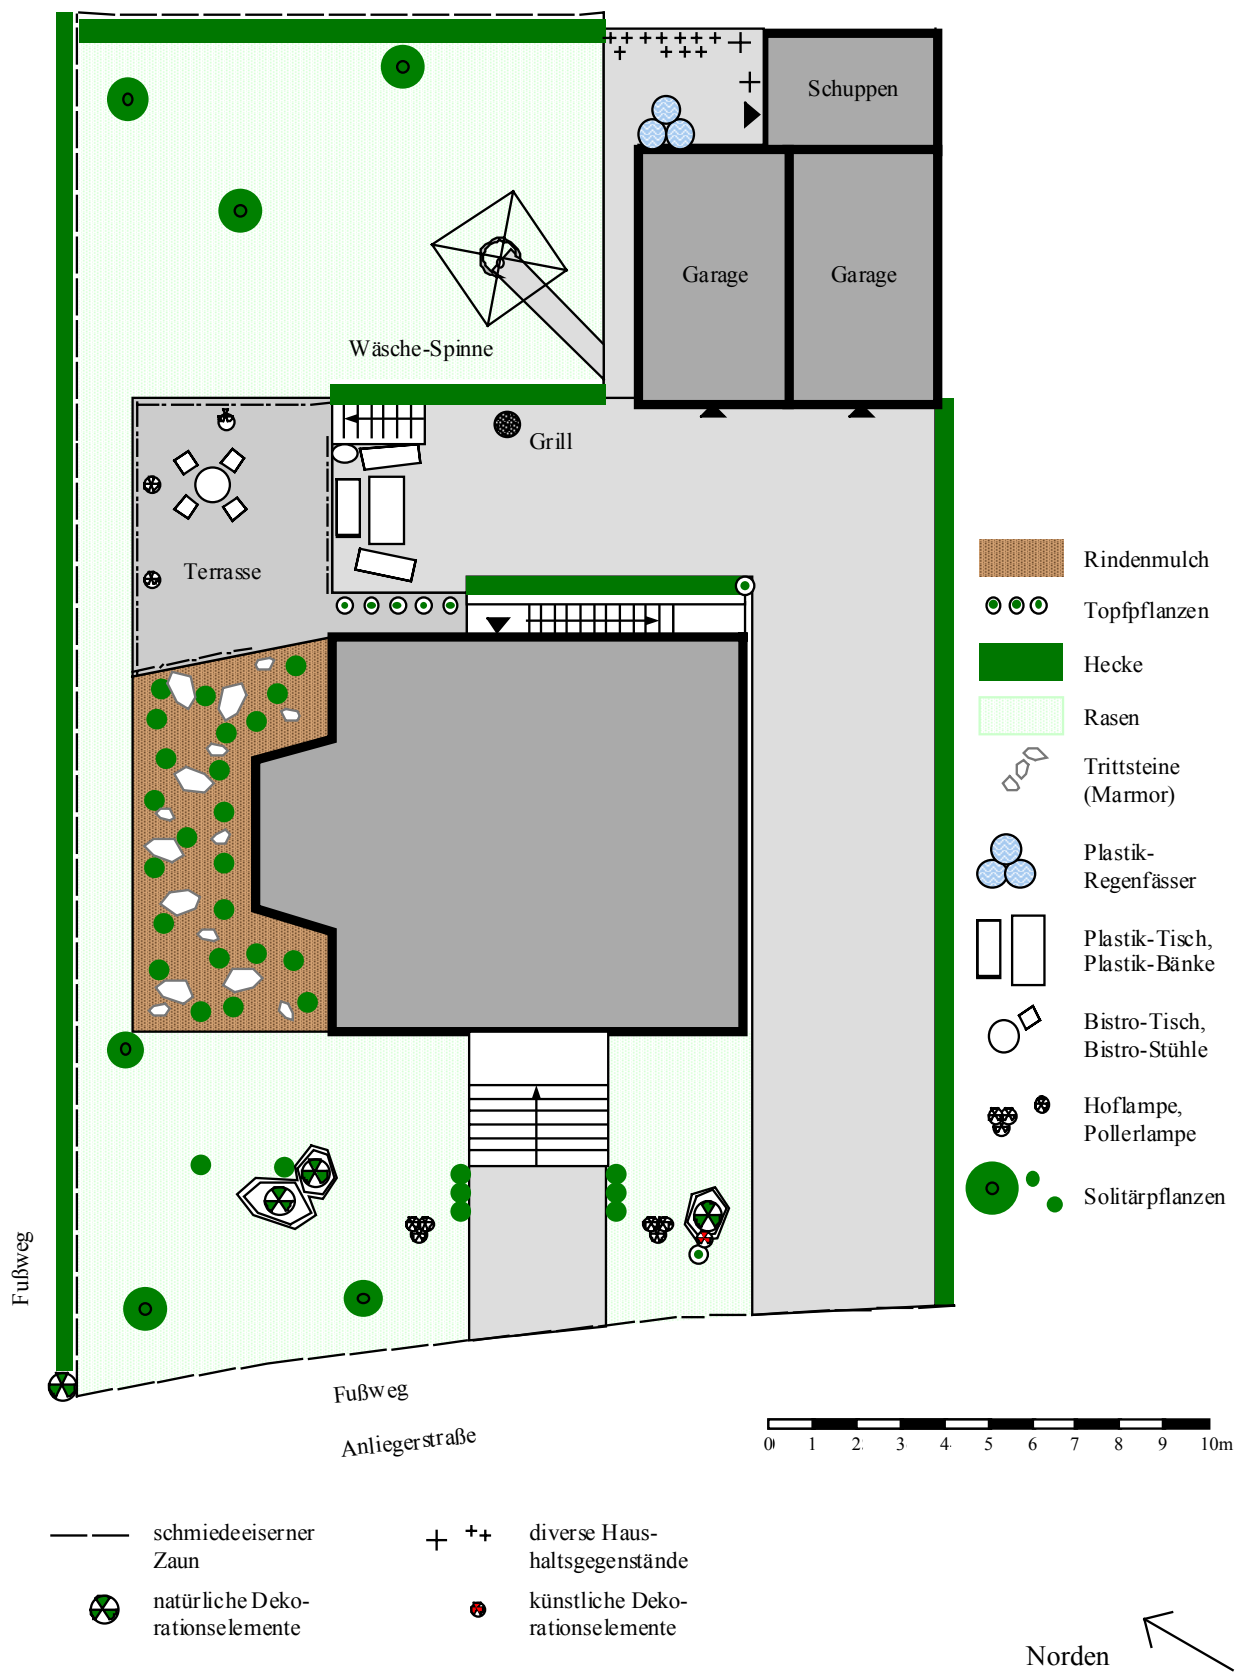 Schuppen
Garage
Garage
Wäsche-Spinne
Grill
Terrasse
Rindenmulch
Topfpflanzen
Hecke
Rasen
Trittsteine
(Marmor)
Plastik-
Regenfässer
Plastik-Tisch,
Plastik-Bänke
Bistro-Tisch,
Bistro-Stühle
Hoflampe,
Pollerlampe
Solitärpflanzen
Fußweg
Fußweg
Anliegerstraße
0 1 2 3 4 5 6 7 8 9 10m
schmiedeeiserner
Zaun
diverse Haus-
haltsgegenstände
natürliche Deko-
rationselemente
künstliche Deko-
rationselemente
Norden